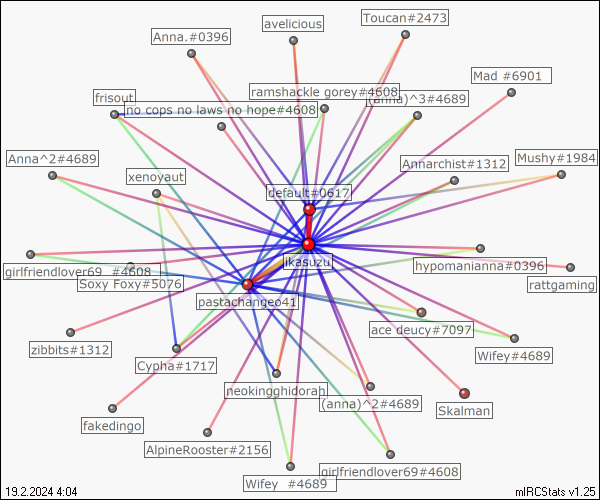 Toucan#2473
avelicious
Anna.#0396
Mad #6901
ramshackle gorey#4608
frisout
(anna)^3#4689
no cops no laws no hope#4608
Anna^2#4689
Annarchist#1312
Mushy#1984
xenoyaut
default#0617
likasuzu
girlfriendlover69 #4608
hypomanianna#0396
Soxy Foxy#5076
rattgaming
pastachangeo41
ace deucy#7097
zibbits#1312
Wifey#4689
Cypha#1717
neokingghidorah
(anna)^2#4689
Skalman
fakedingo
AlpineRooster#2156
girlfriendlover69#4608
Wifey #4689
19.2.2024 4:04
mIRCStats v1.25